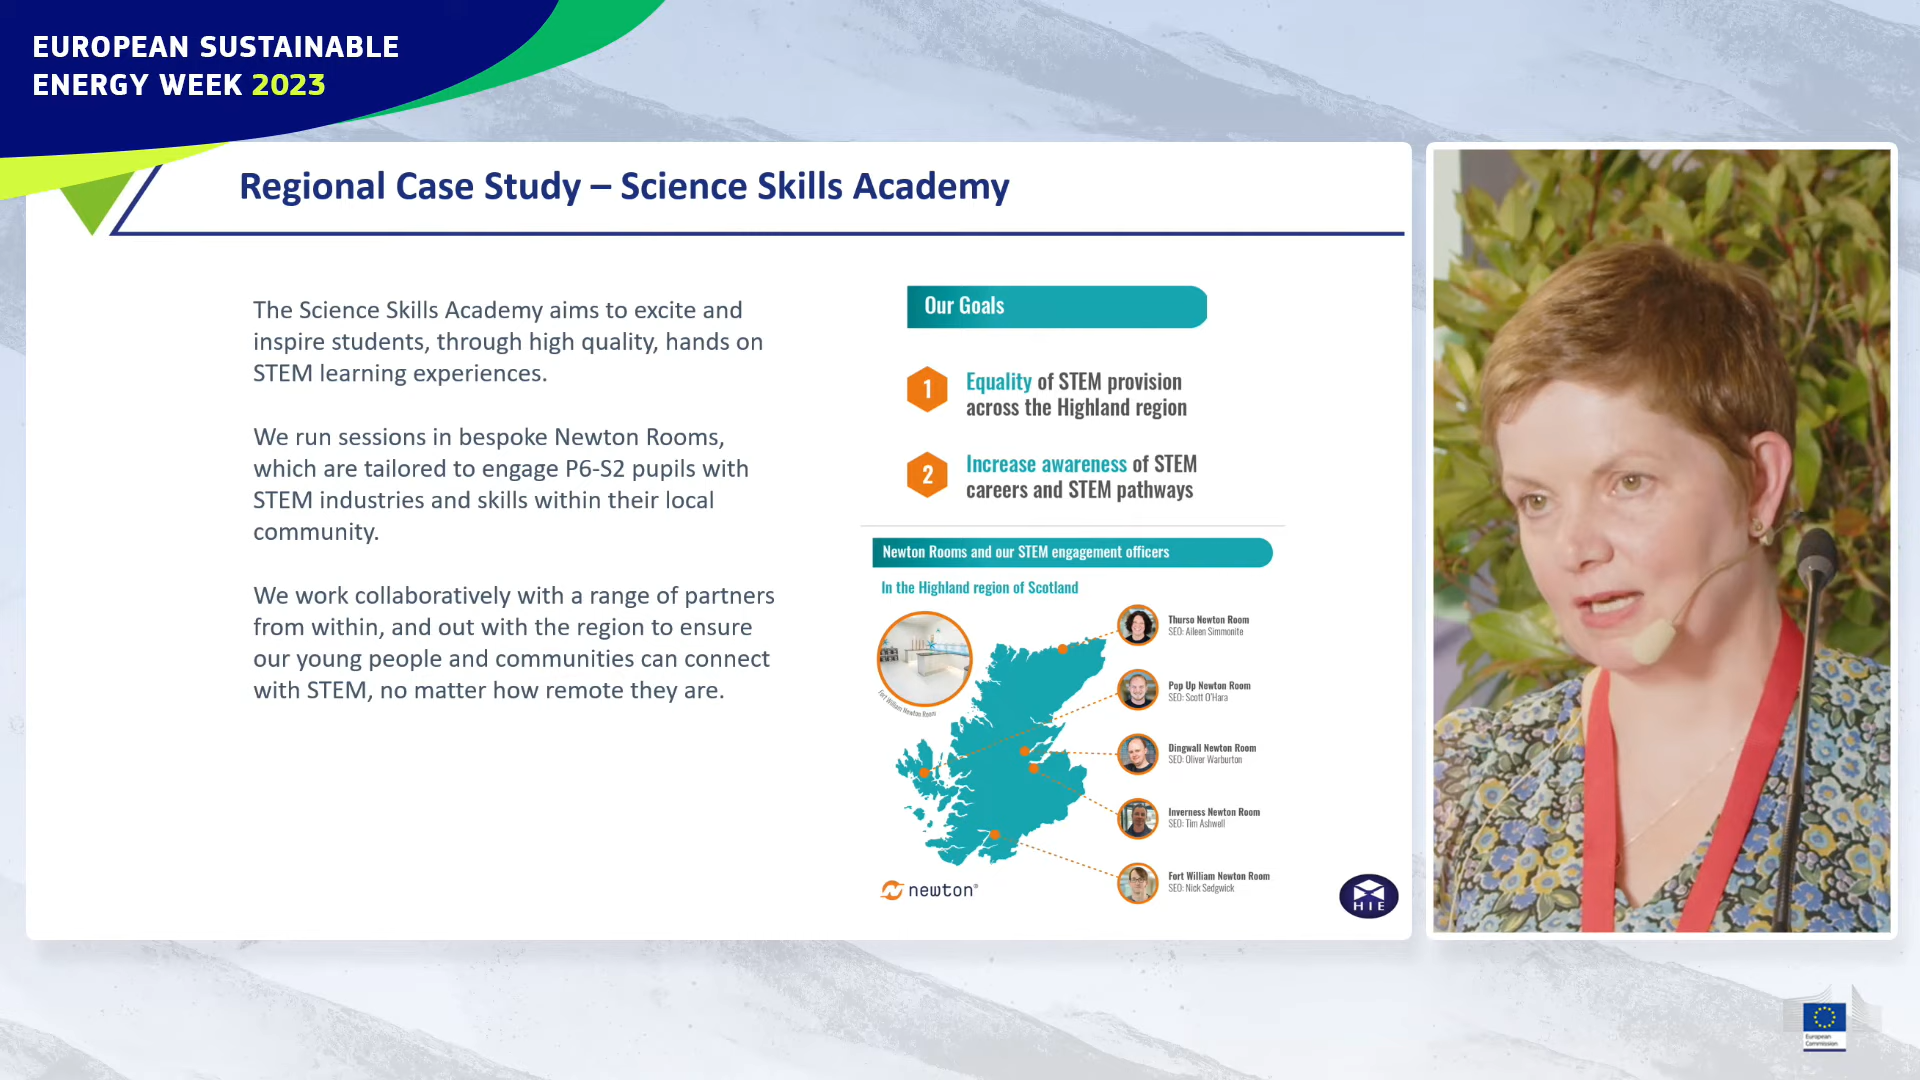 EUROPEAN SUSTAINABLE
ENERGY WEEK 2023
Regional Case Study – Science Skills Academy
The Science Skills Academy aims to excite and
inspire students, through high quality, hands on
STEM learning experiences.
We run sessions in bespoke Newton Rooms,
which are tailored to engage P6-S2 pupils with
STEM industries and skills within their local
community.
We work collaboratively with a range of partners
from within, and out with the region to ensure
our young people and communities can connect
with STEM, no matter how remote they are.
Our Goals
1
Equality of STEM provision
across the Highland region
2
Increase awareness of STEM
careers and STEM pathways
Newton Rooms and our STEM engagement officers
In the Highland region of Scotland
Fort William Newton Room
Thurso Newton Room
SEO: Aileen Simmonite
Pop Up Newton Room
SEO: Scott O'Hara
Dingwall Newton Room
SEO: Oliver Warburton
Inverness Newton Room
SEO: Tim Ashwell
Fort William Newton Room
SEO: Nick Sedgwick
newton®
HIE
European
Commission